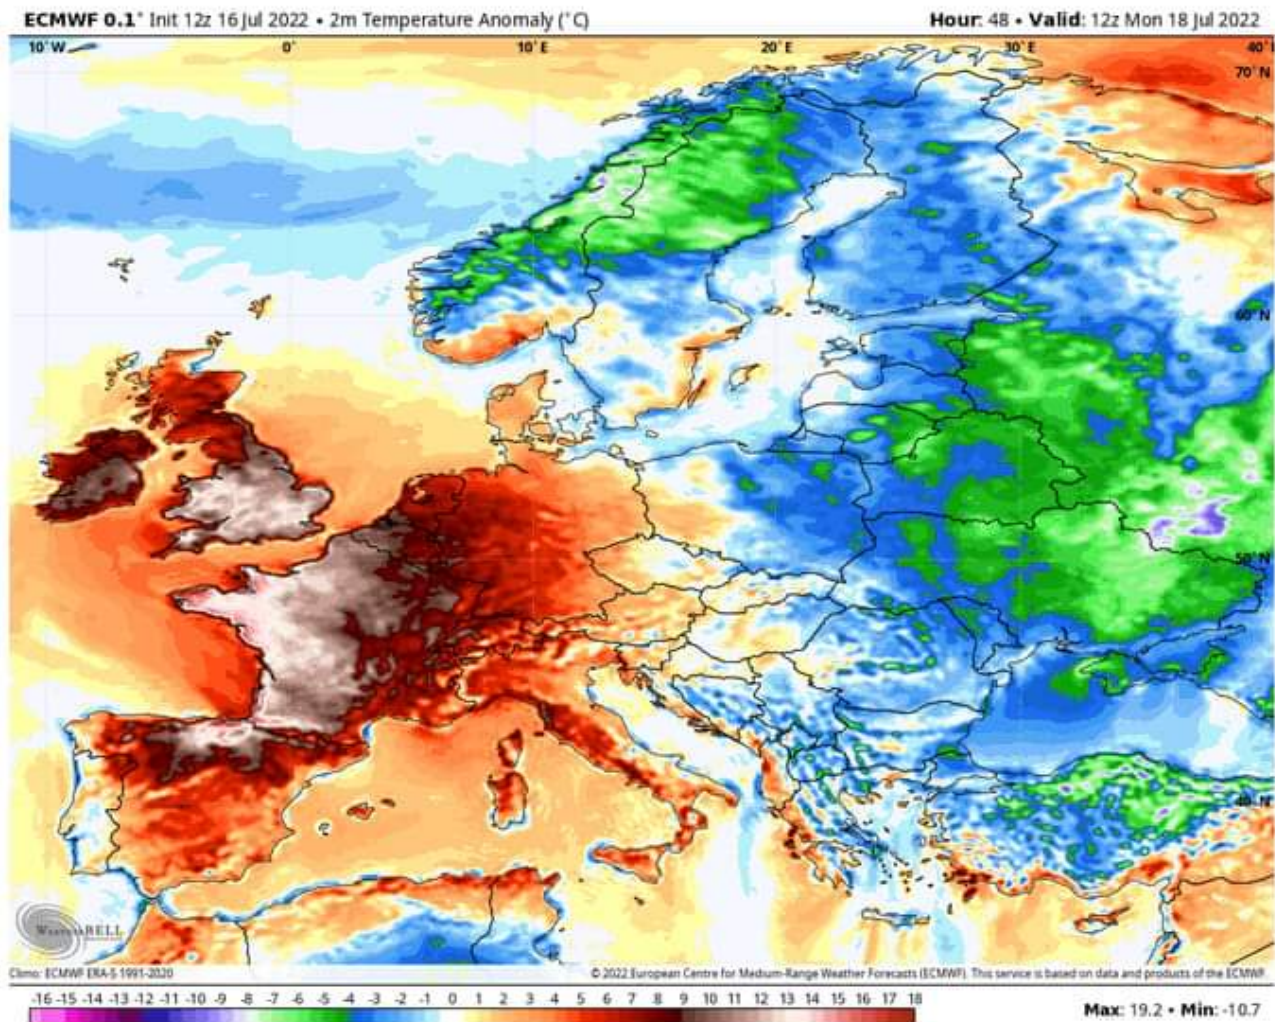 ECMWF 0.1° Init 12z 16 Jul 2022 • 2m Temperature Anomaly (°C) Hour: 48 • Valid: 12z Mon 18 Jul 2022
10°W 0° 10°E 20°E 30°E 40°
70°N
60°N
50°N
40°N
WeatherBELL
Climo: ECMWF ERA-5 1991-2020 © 2022 European Centre for Medium-Range Weather Forecasts (ECMWF). This service is based on data and products of the ECMWF.
-16 -15 -14 -13 -12 -11 -10 -9 -8 -7 -6 -5 -4 -3 -2 -1 0 1 2 3 4 5 6 7 8 9 10 11 12 13 14 15 16 17 18 Max: 19.2 • Min: -10.7